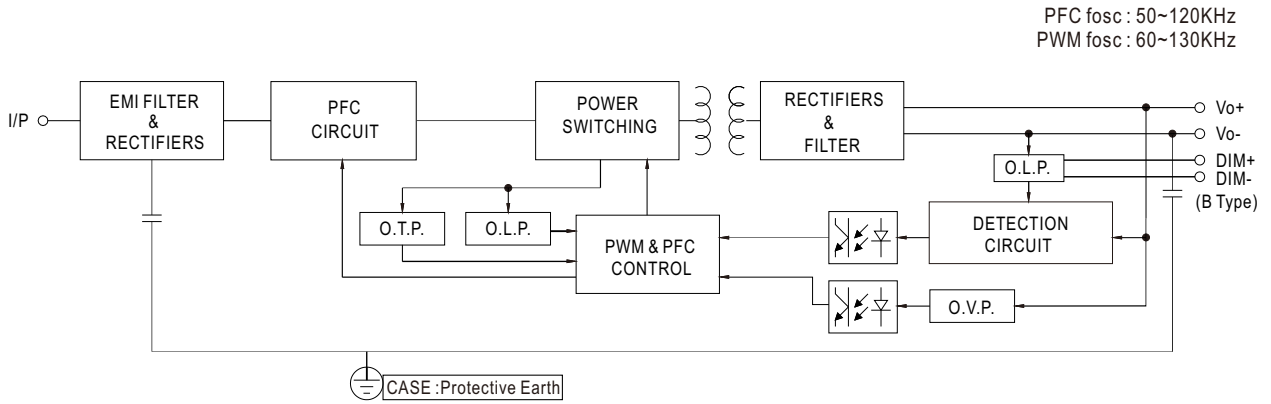 PFC fosc : 50~120KHz
PWM fosc : 60~130KHz
I/P
EMI FILTER
&
RECTIFIERS
PFC
CIRCUIT
POWER
SWITCHING
RECTIFIERS
&
FILTER
Vo+
Vo-
DIM+
DIM-
(B Type)
O.L.P.
O.T.P.
O.L.P.
PWM & PFC
CONTROL
DETECTION
CIRCUIT
O.V.P.
CASE :Protective Earth